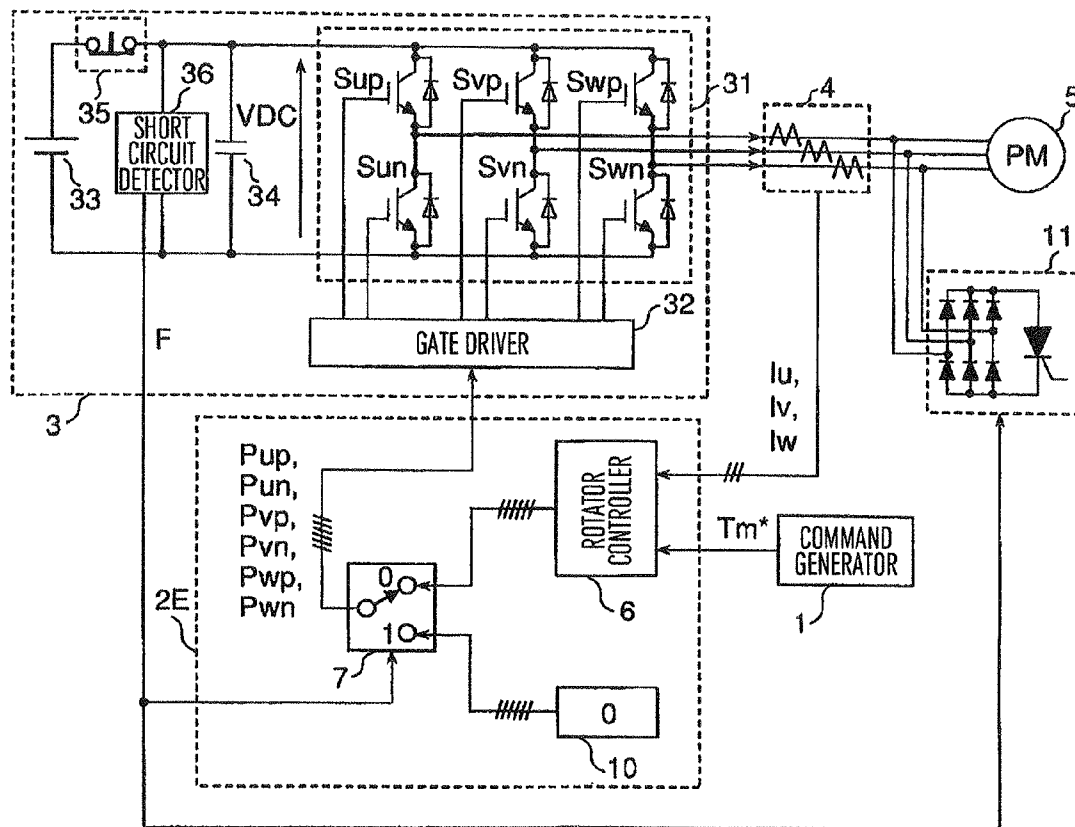 35
36
SHORT
CIRCUIT
DETECTOR
33
34
VDC
Sup
Svp
Swp
Sun
Svn
Swn
31
4
5
PM
11
32
GATE DRIVER
F
3
Iu,
Iv,
Iw
Pup,
Pun,
Pvp,
Pvn,
Pwp,
Pwn
2E
0
1
7
ROTATOR
CONTROLLER
6
Tm*
COMMAND
GENERATOR
1
0
10